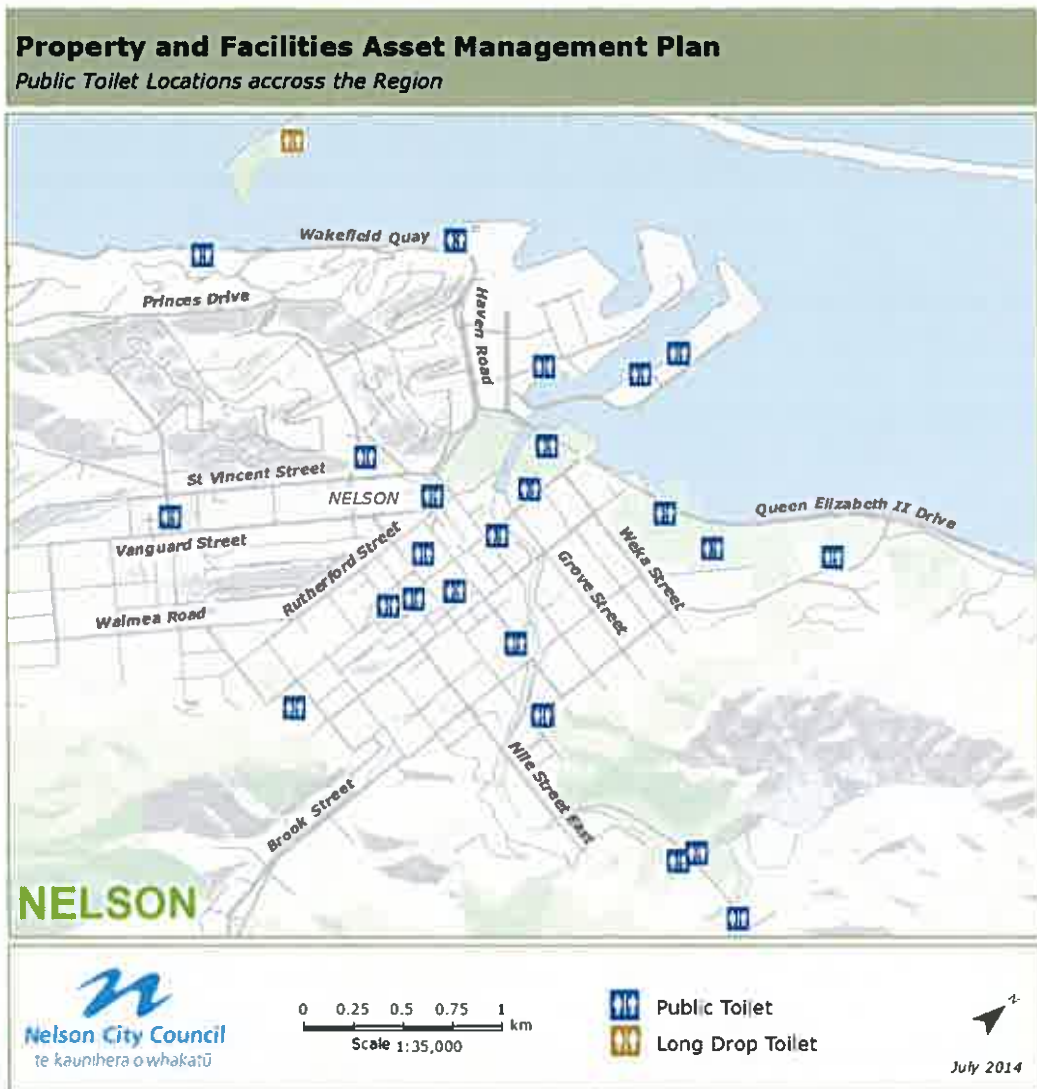 Property and Facilities Asset Management Plan
Public Toilet Locations accross the Region
Wakefield Quay
Princes Drive
Haven Road
St Vincent Street
NELSON
Queen Elizabeth II Drive
Vanguard Street
Rutherford Street
Weka Street
Grove Street
Waimea Road
Nile Street East
Brook Street
NELSON
Nelson City Council
te kaunihera o whakatū
0 0.25 0.5 0.75 1
km
Scale 1:35,000
Public Toilet
Long Drop Toilet
N
July 2014